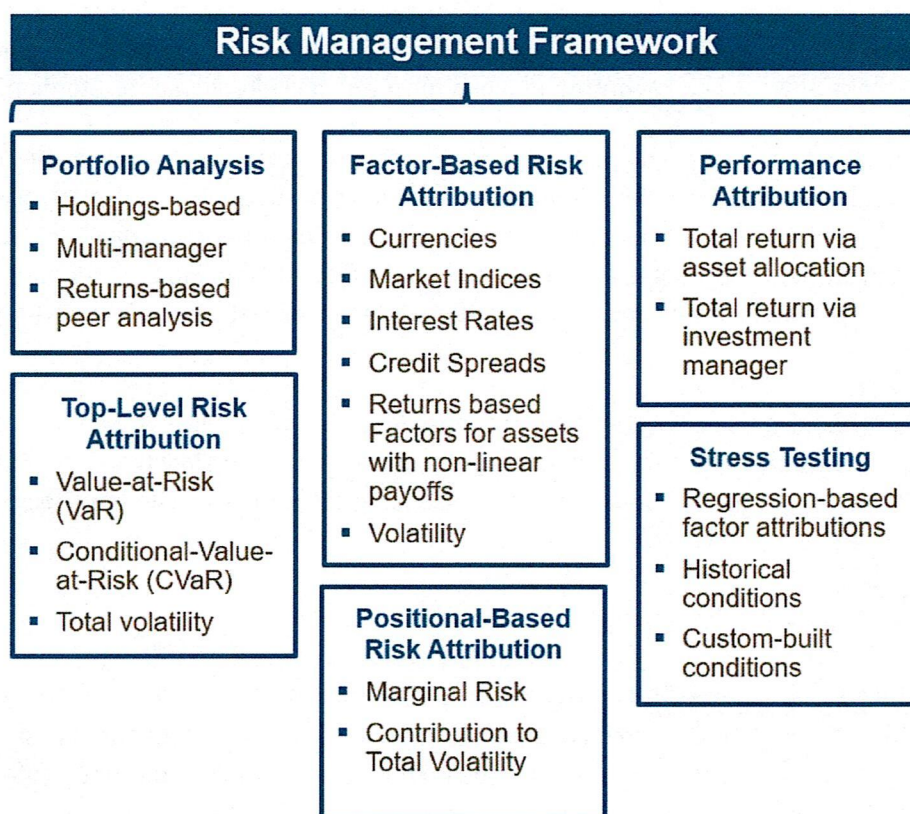 Risk Management Framework
Portfolio Analysis
▪ Holdings-based
▪ Multi-manager
▪ Returns-based
peer analysis
Top-Level Risk
Attribution
▪ Value-at-Risk
(VaR)
▪ Conditional-Value-
at-Risk (CVaR)
▪ Total volatility
Factor-Based Risk
Attribution
▪ Currencies
▪ Market Indices
▪ Interest Rates
▪ Credit Spreads
▪ Returns based
Factors for assets
with non-linear
payoffs
▪ Volatility
Positional-Based
Risk Attribution
▪ Marginal Risk
▪ Contribution to
Total Volatility
Performance
Attribution
▪ Total return via
asset allocation
▪ Total return via
investment
manager
Stress Testing
▪ Regression-based
factor attributions
▪ Historical
conditions
▪ Custom-built
conditions